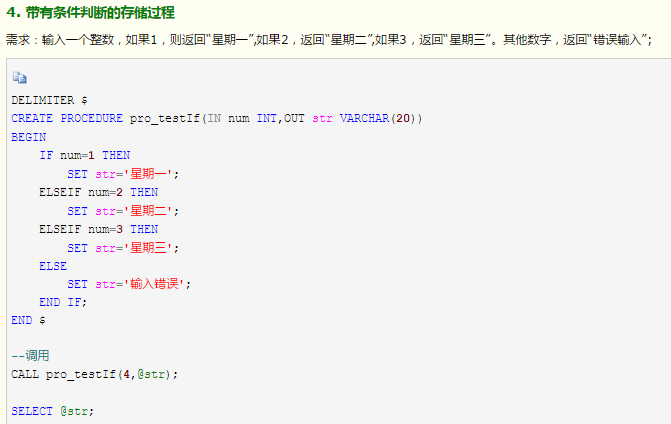 4. 带有条件判断的存储过程
需求：输入一个整数，如果1，则返回"星期一",如果2，返回"星期二",如果3，返回"星期三"。其他数字，返回"错误输入"；
DELIMITER $
CREATE PROCEDURE pro_testIf(IN num INT,OUT str VARCHAR(20))
BEGIN
    IF num=1 THEN
        SET str='星期一';
    ELSEIF num=2 THEN
        SET str='星期二';
    ELSEIF num=3 THEN
        SET str='星期三';
    ELSE
        SET str='输入错误';
    END IF;
END $
--调用
CALL pro_testIf(4,@str);
SELECT @str;